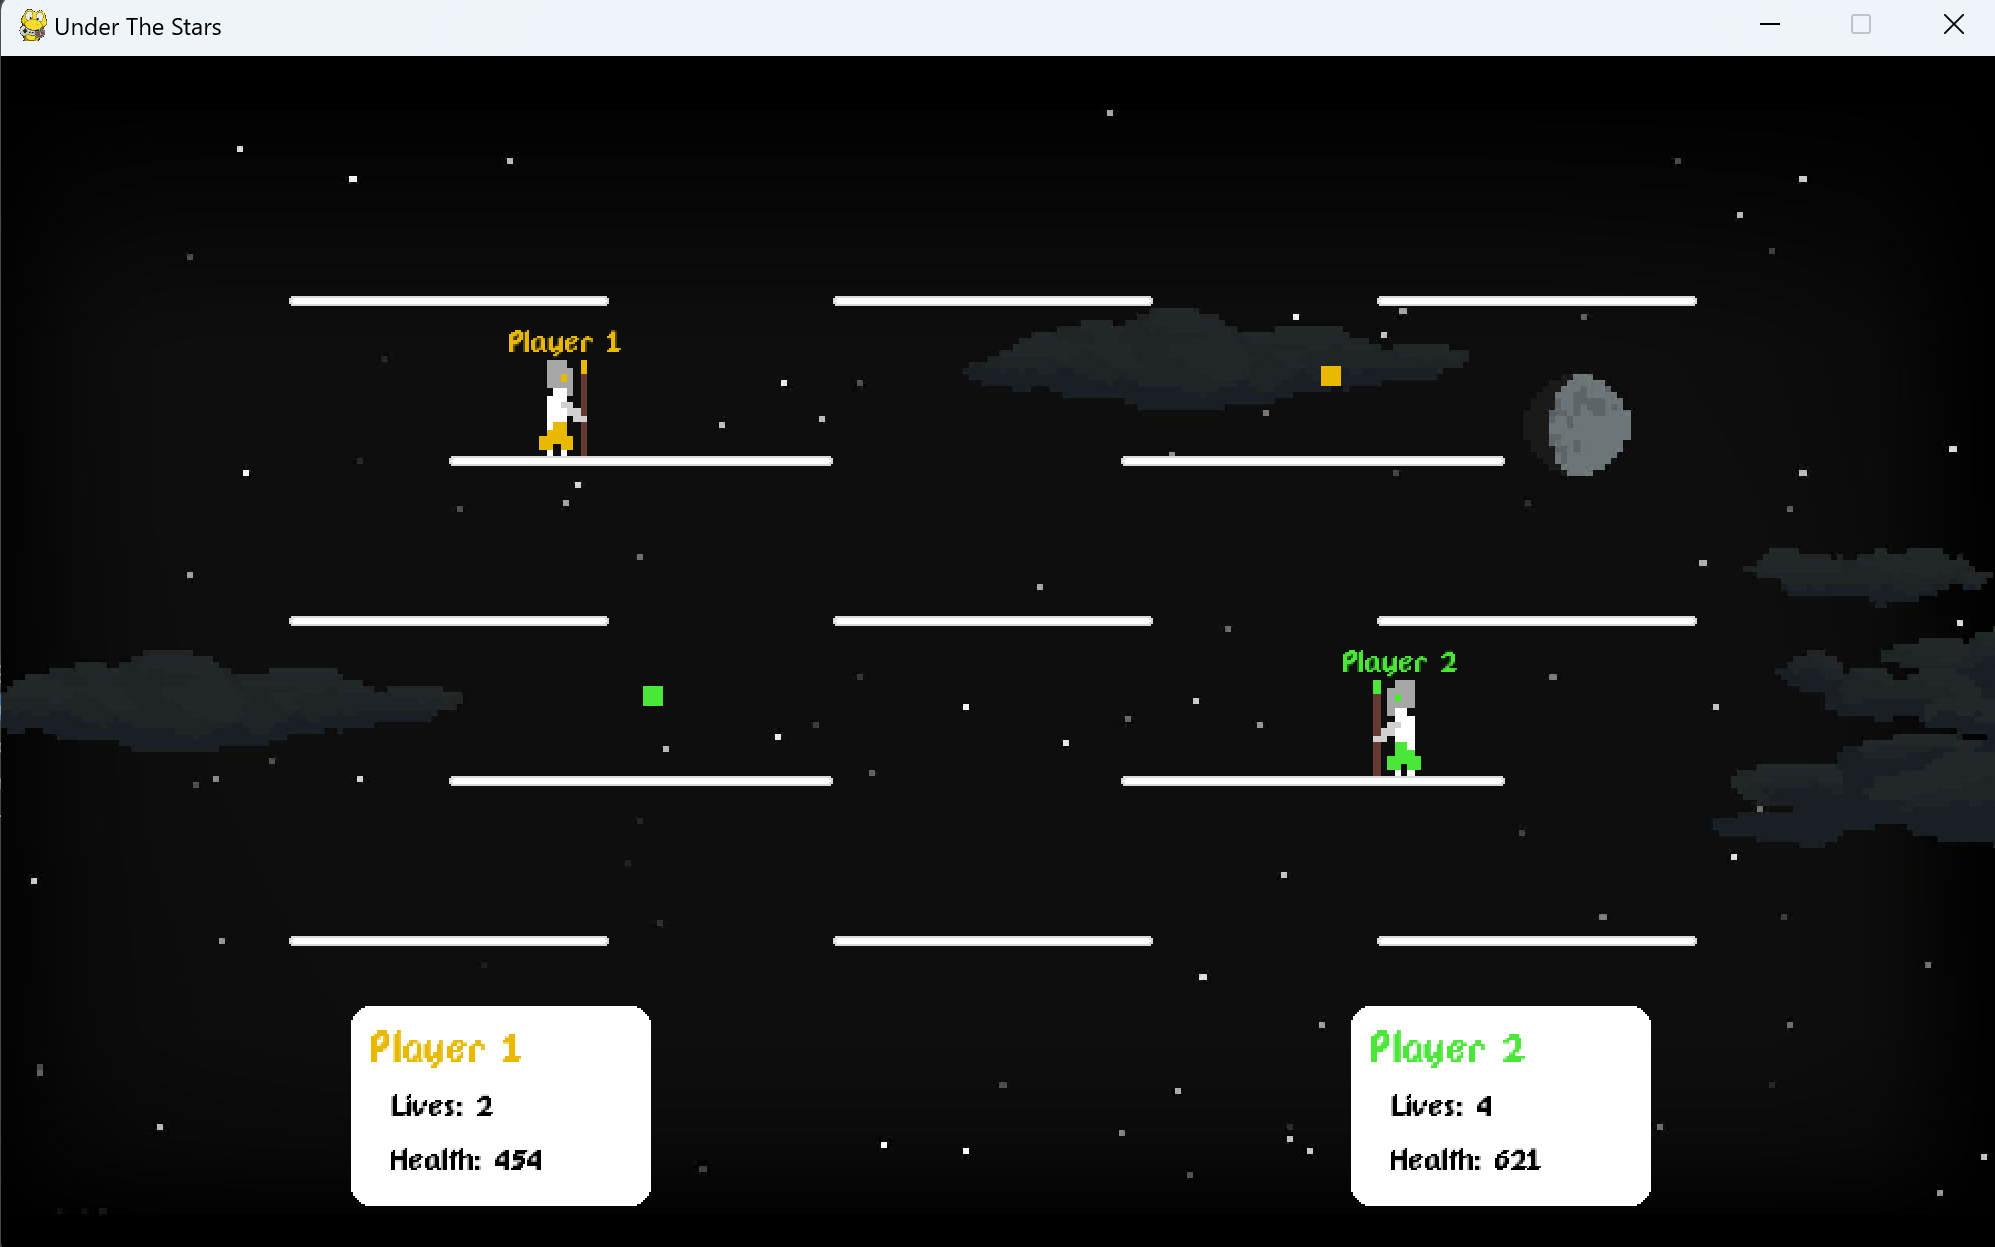 Under The Stars
Player 1
Player 2
Player 1
Lives: 2
Health: 454
Player 2
Lives: 4
Health: 621